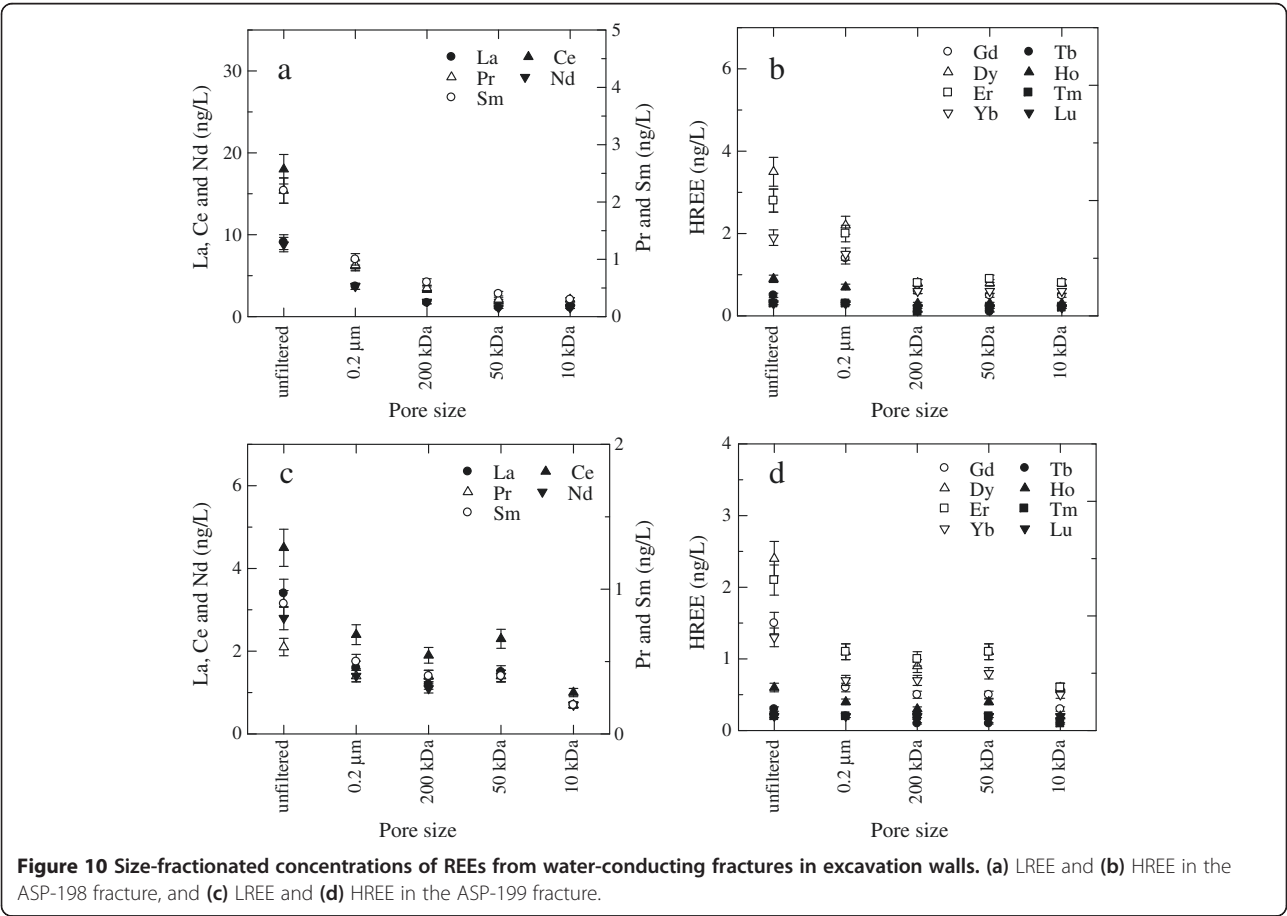 a
La
Ce
Pr
Nd
Sm
30
20
10
0
La, Ce and Nd (ng/L)
5
4
3
2
1
0
Pr and Sm (ng/L)
unfiltered
0.2 μm
200 kDa
50 kDa
10 kDa
Pore size
b
Gd
Tb
Dy
Ho
Er
Tm
Yb
Lu
6
4
2
0
HREE (ng/L)
unfiltered
0.2 μm
200 kDa
50 kDa
10 kDa
Pore size
c
La
Ce
Pr
Nd
Sm
6
4
2
0
La, Ce and Nd (ng/L)
2
1
0
Pr and Sm (ng/L)
unfiltered
0.2 μm
200 kDa
50 kDa
10 kDa
Pore size
d
Gd
Tb
Dy
Ho
Er
Tm
Yb
Lu
4
3
2
1
0
HREE (ng/L)
unfiltered
0.2 μm
200 kDa
50 kDa
10 kDa
Pore size
Figure 10 Size-fractionated concentrations of REEs from water-conducting fractures in excavation walls. (a) LREE and (b) HREE in the
ASP-198 fracture, and (c) LREE and (d) HREE in the ASP-199 fracture.